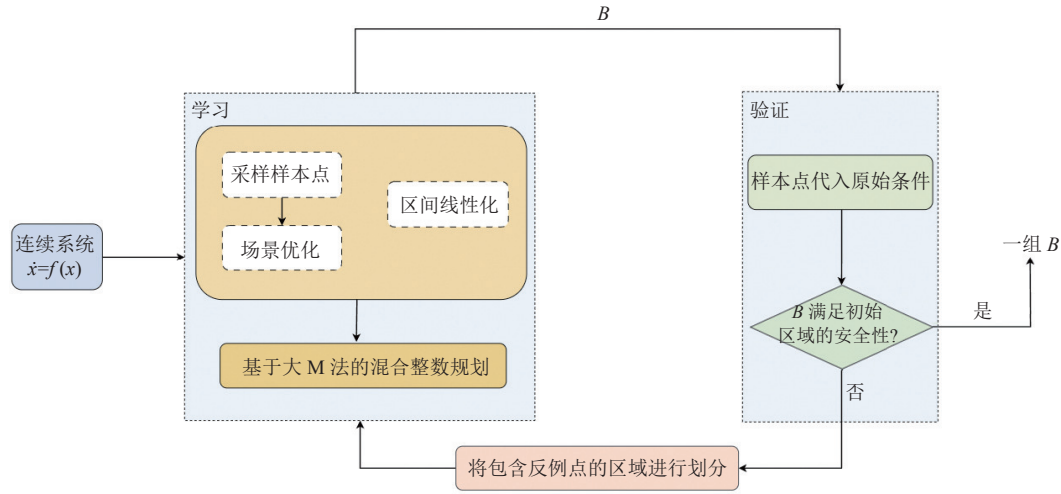 B
学习
采样样本点
场景优化
区间线性化
基于大 M 法的混合整数规划
连续系统
ẋ=f (x)
验证
样本点代入原始条件
B 满足初始
区域的安全性?
是
一组 B
否
将包含反例点的区域进行划分